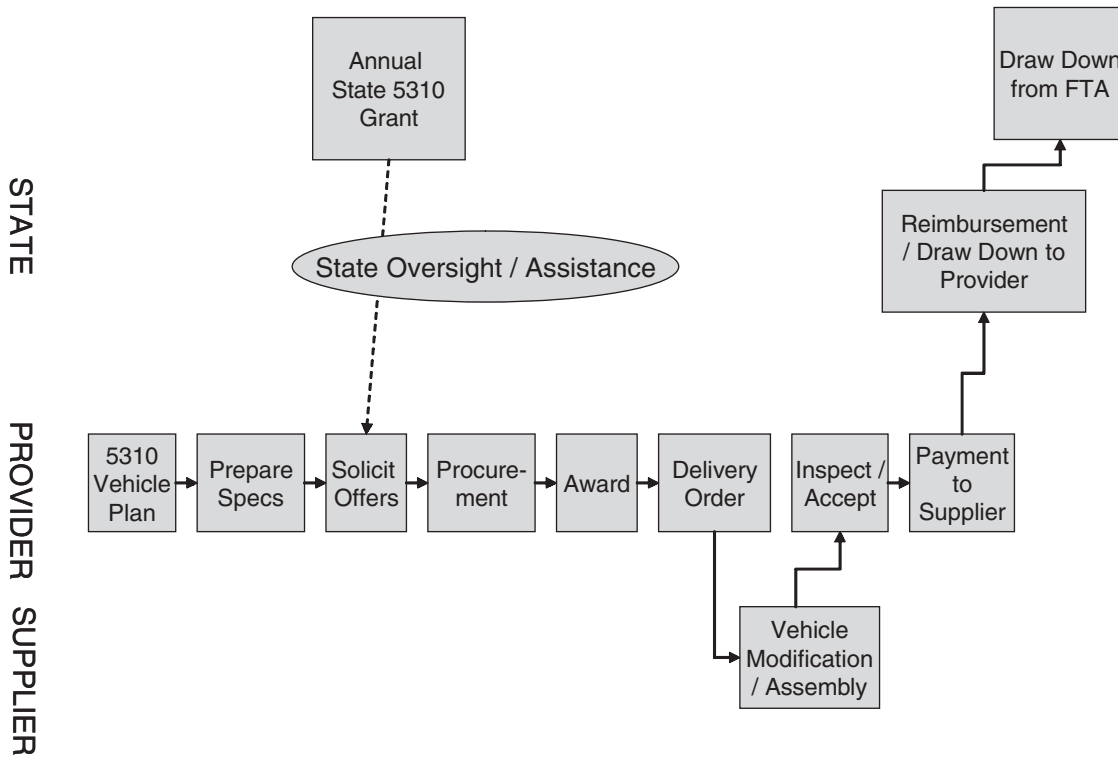 Annual
State 5310
Grant
Draw Down
from FTA
STATE
Reimbursement
/ Draw Down to
Provider
State Oversight / Assistance
PROVIDER
5310
Vehicle
Plan
Prepare
Specs
Solicit
Offers
Procure-
ment
Award
Delivery
Order
Inspect /
Accept
Payment
to
Supplier
SUPPLIER
Vehicle
Modification
/ Assembly